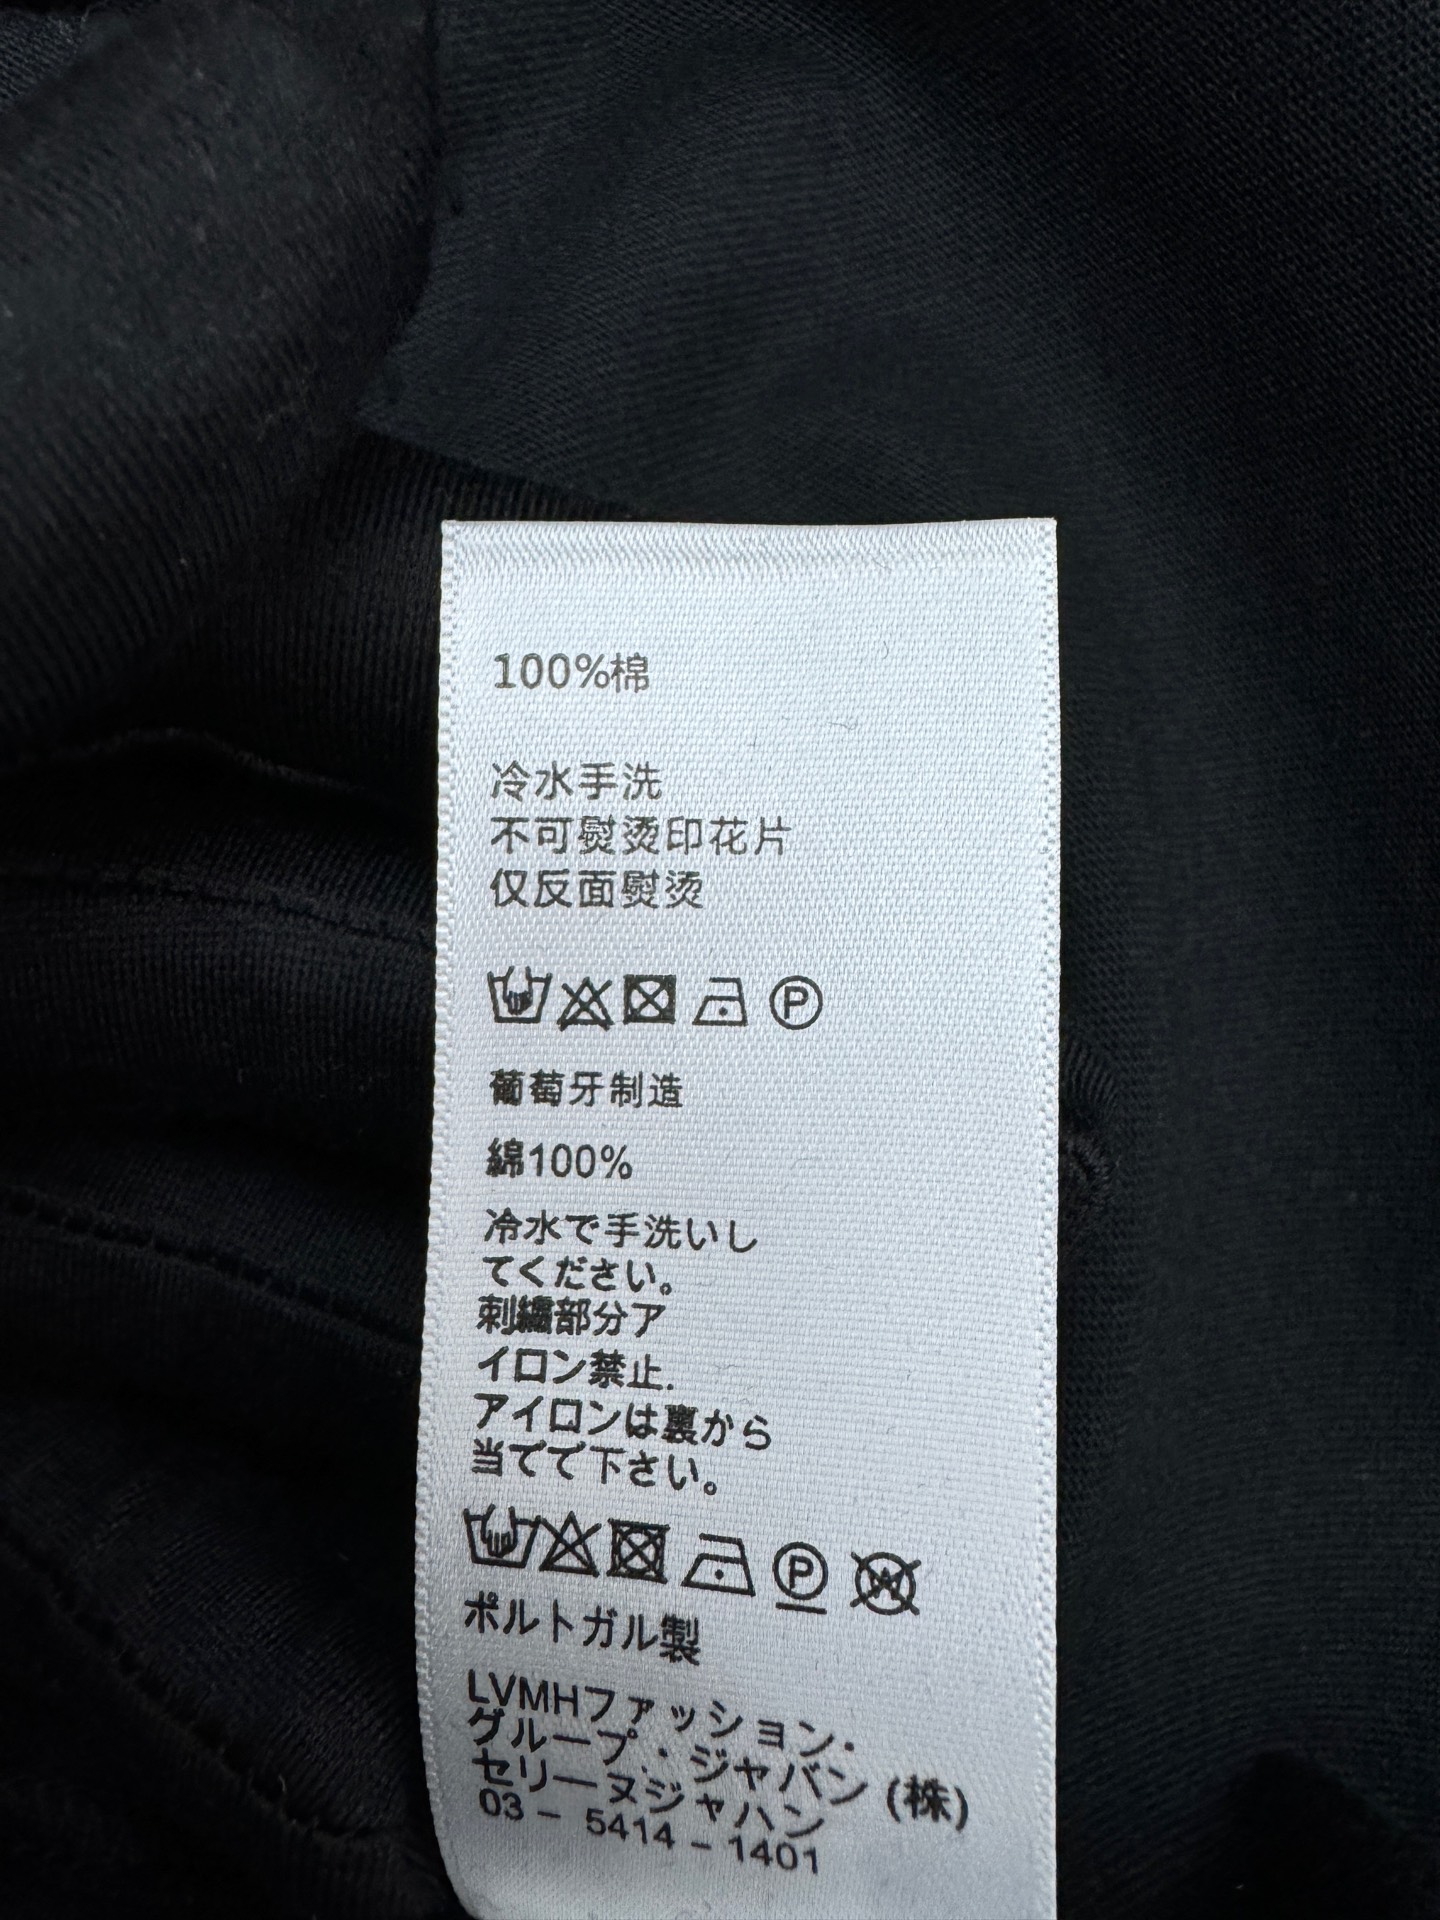 100%棉
冷水手洗
不可熨烫印花片
仅反面熨烫
P
葡萄牙制造
綿100%
冷水で手洗いし
てください。
刺繍部分ア
イロン禁止.
アイロンは裏から
当てで下さい。
P W
ポルトガル製
LVMHファッション・
グループ・ジャパン(株)
セリーヌジャハン
03-5414-1401